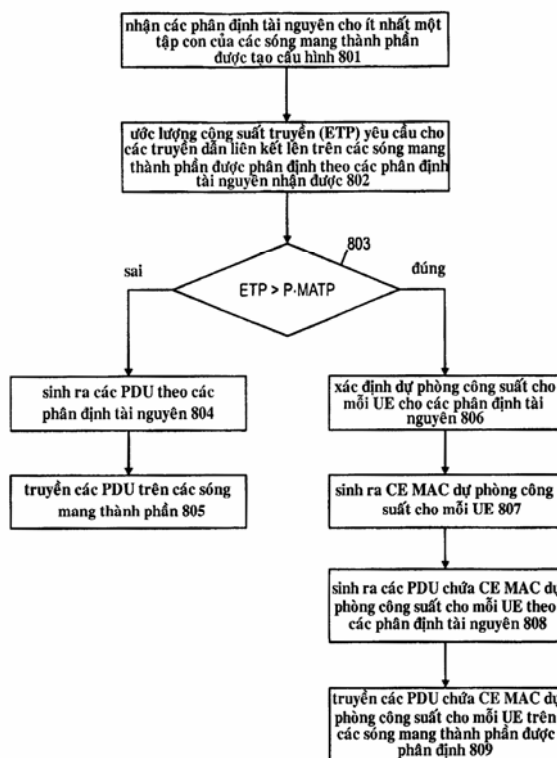 nhận các phân định tài nguyên cho ít nhất một
tập con của các sóng mang thành phần
được tạo cấu hình 801
ước lượng công suất truyền (ETP) yêu cầu cho
các truyền dẫn liên kết lên trên các sóng mang
thành phần được phân định theo các phân định
tài nguyên nhận được 802
803
sai
đúng
ETP > P·MATP
sinh ra các PDU theo các
phân định tài nguyên 804
truyền các PDU trên các sóng
mang thành phần 805
xác định dự phòng công suất cho
mỗi UE cho các phân định tài
nguyên 806
sinh ra CE MAC dự phòng công
suất cho mỗi UE 807
sinh ra các PDU chứa CE MAC dự
phòng công suất cho mỗi UE theo
các phân định tài nguyên 808
truyền các PDU chứa CE MAC dự
phòng công suất cho mỗi UE trên
các sóng mang thành phần được
phân định 809